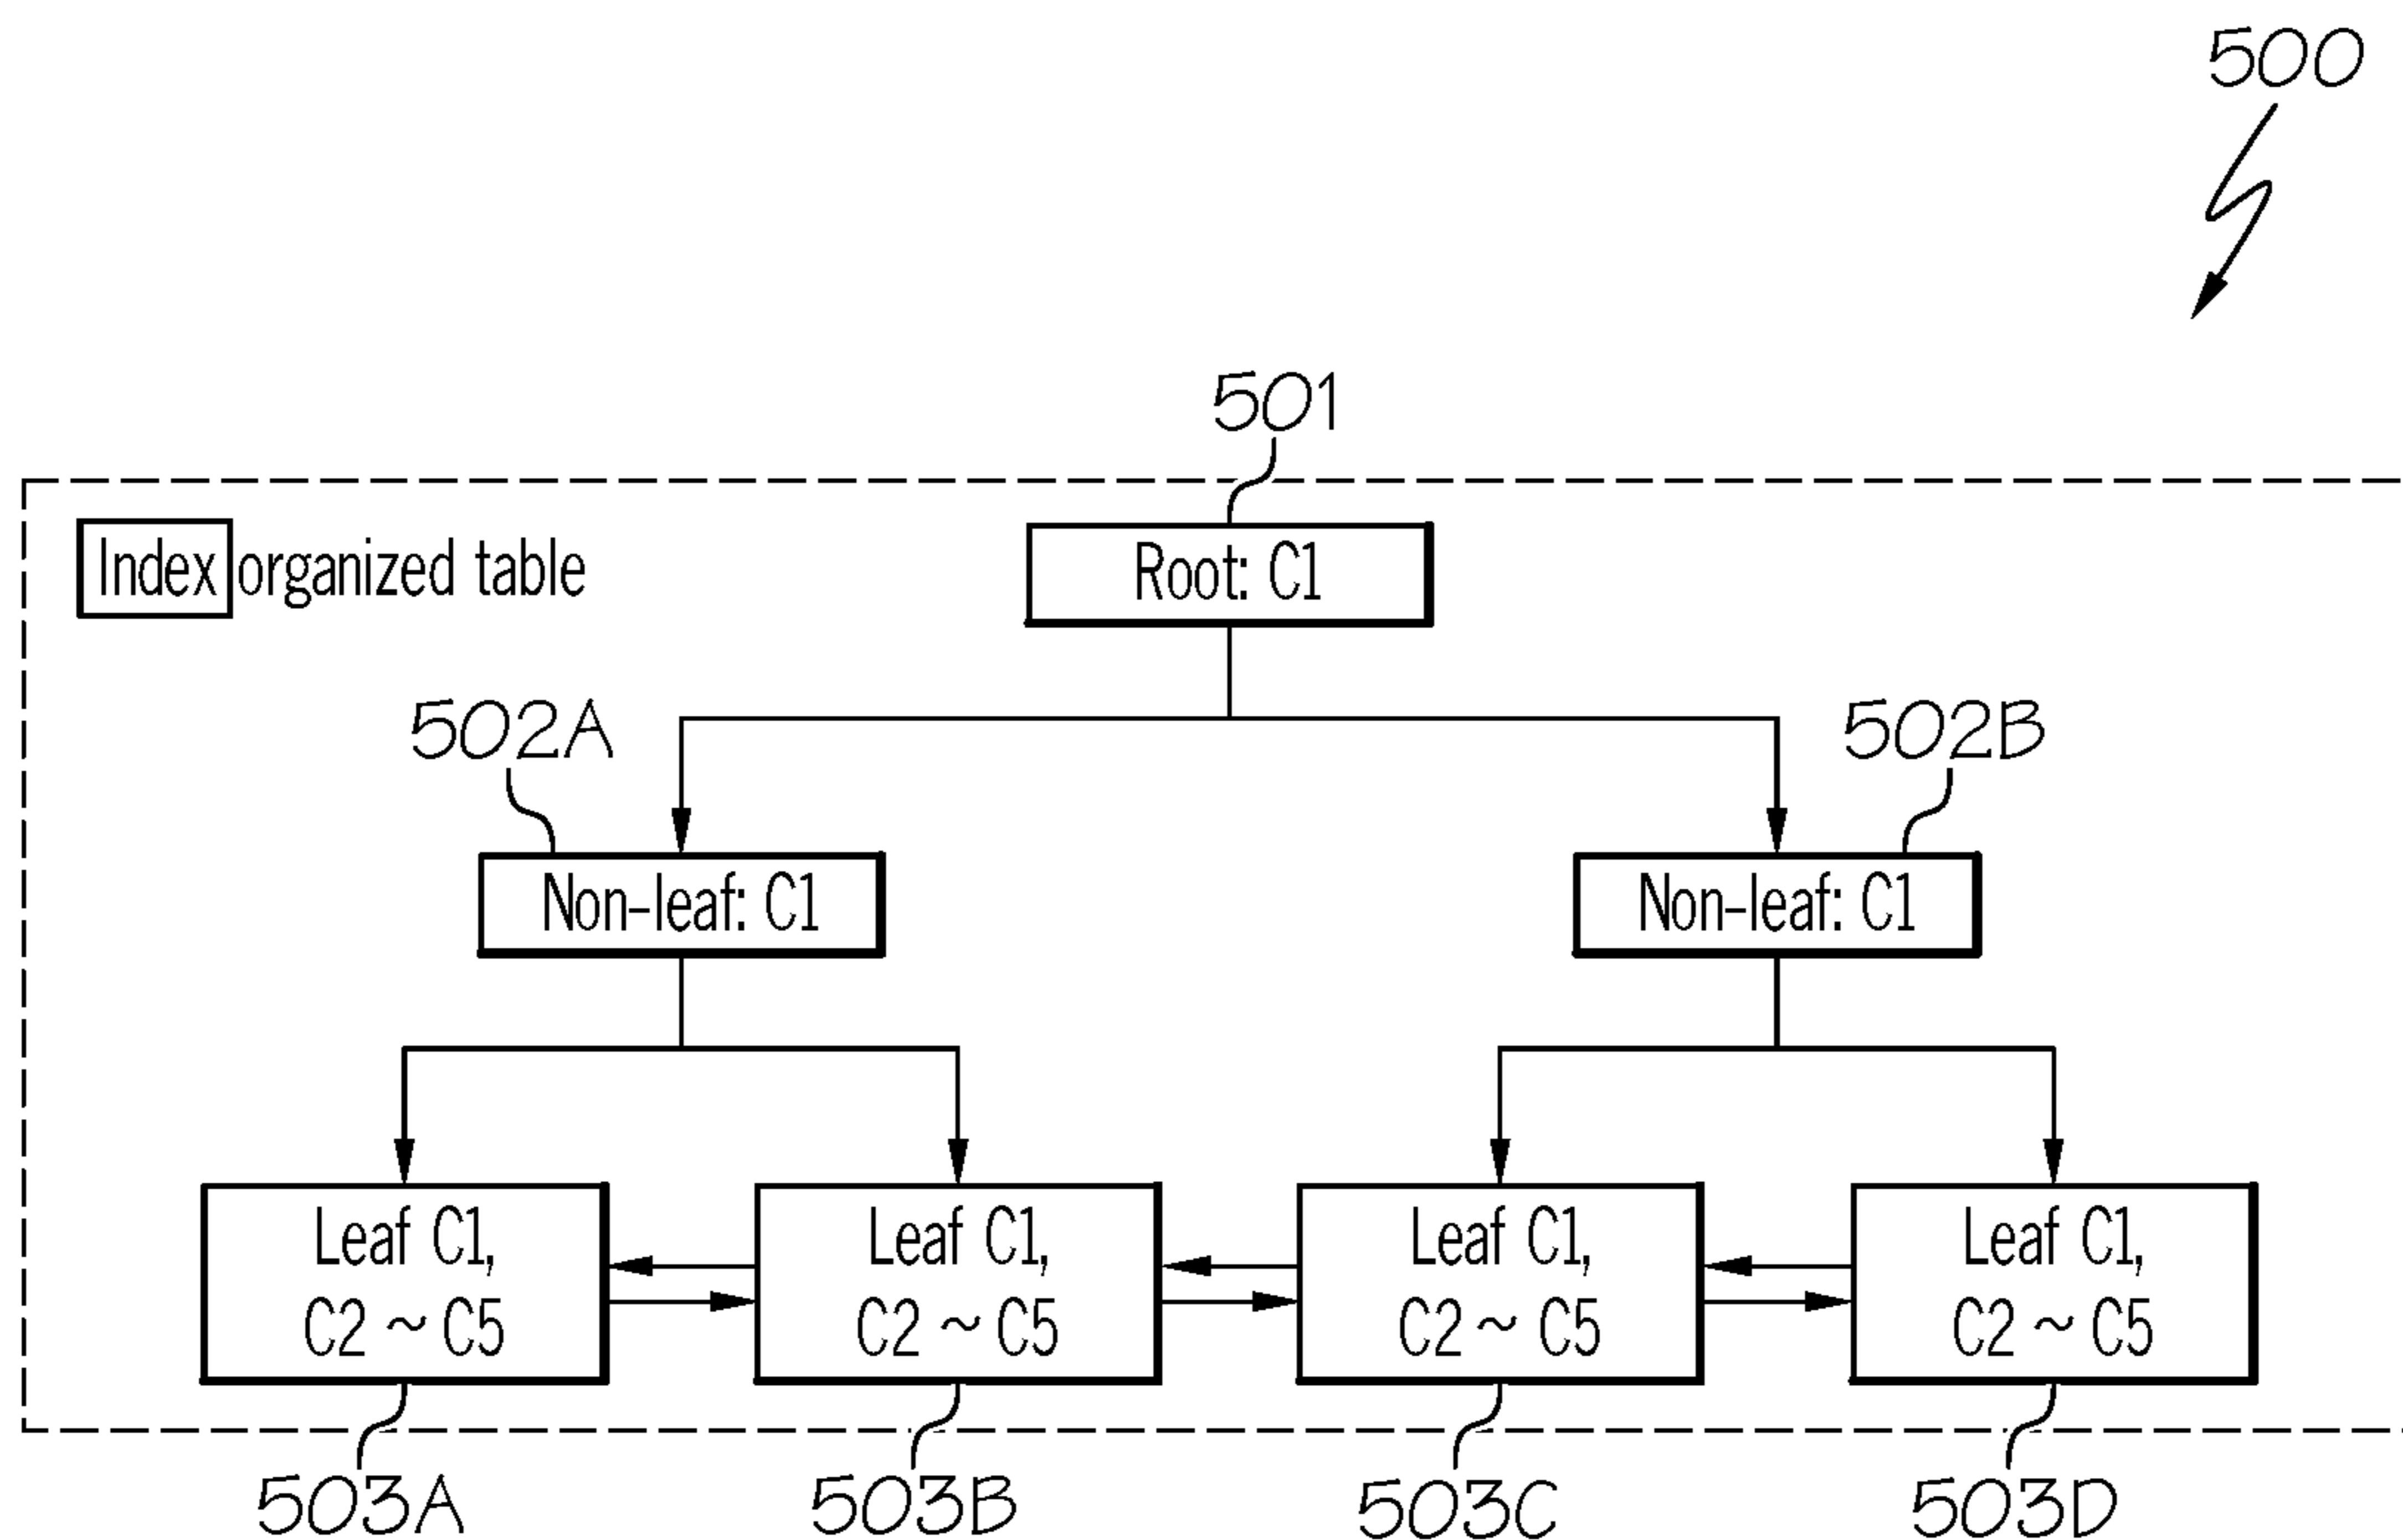 500
501
Index organized table
Root: C1
502A
502B
Non-leaf: C1
Non-leaf: C1
Leaf C1,
C2 ~ C5
Leaf C1,
C2 ~ C5
Leaf C1,
C2 ~ C5
Leaf C1,
C2 ~ C5
503A
503B
503C
503D